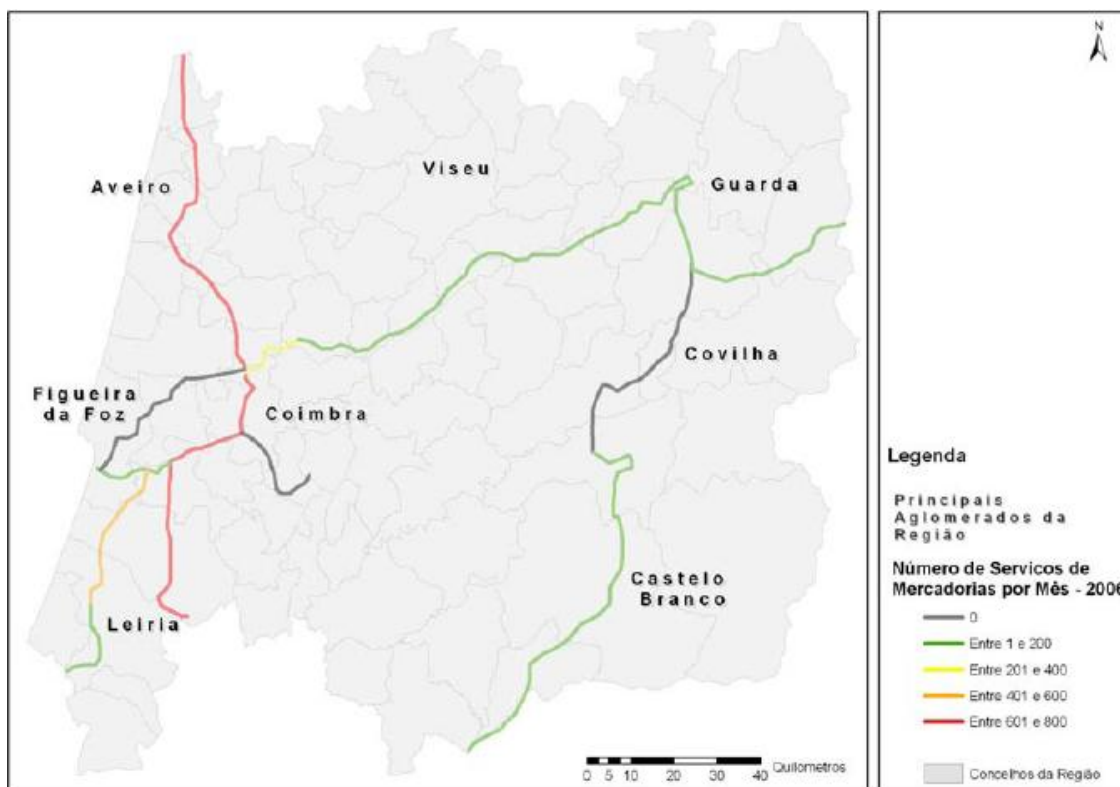 N
Aveiro
Viseu
Guarda
Covilha
Figueira
da Foz
Coimbra
Castelo
Branco
Leiria
0 5 10 20 30 40
Quilometros
Legenda
Principais
Aglomerados da
Região
Número de Servicos de
Mercadorias por Mês - 2006
0
Entre 1 e 200
Entre 201 e 400
Entre 401 e 600
Entre 601 e 800
Concelhos da Região